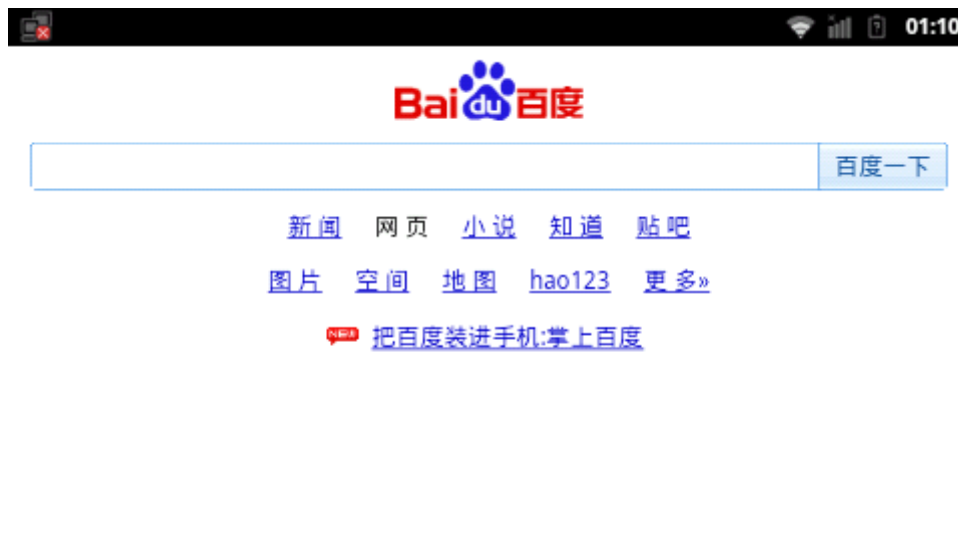 01:10
Bai du 百度
百度一下
新 闻 网 页 小 说 知 道 贴 吧
图 片 空 间 地 图 hao123 更 多»
NEW 把百度装进手机:掌上百度